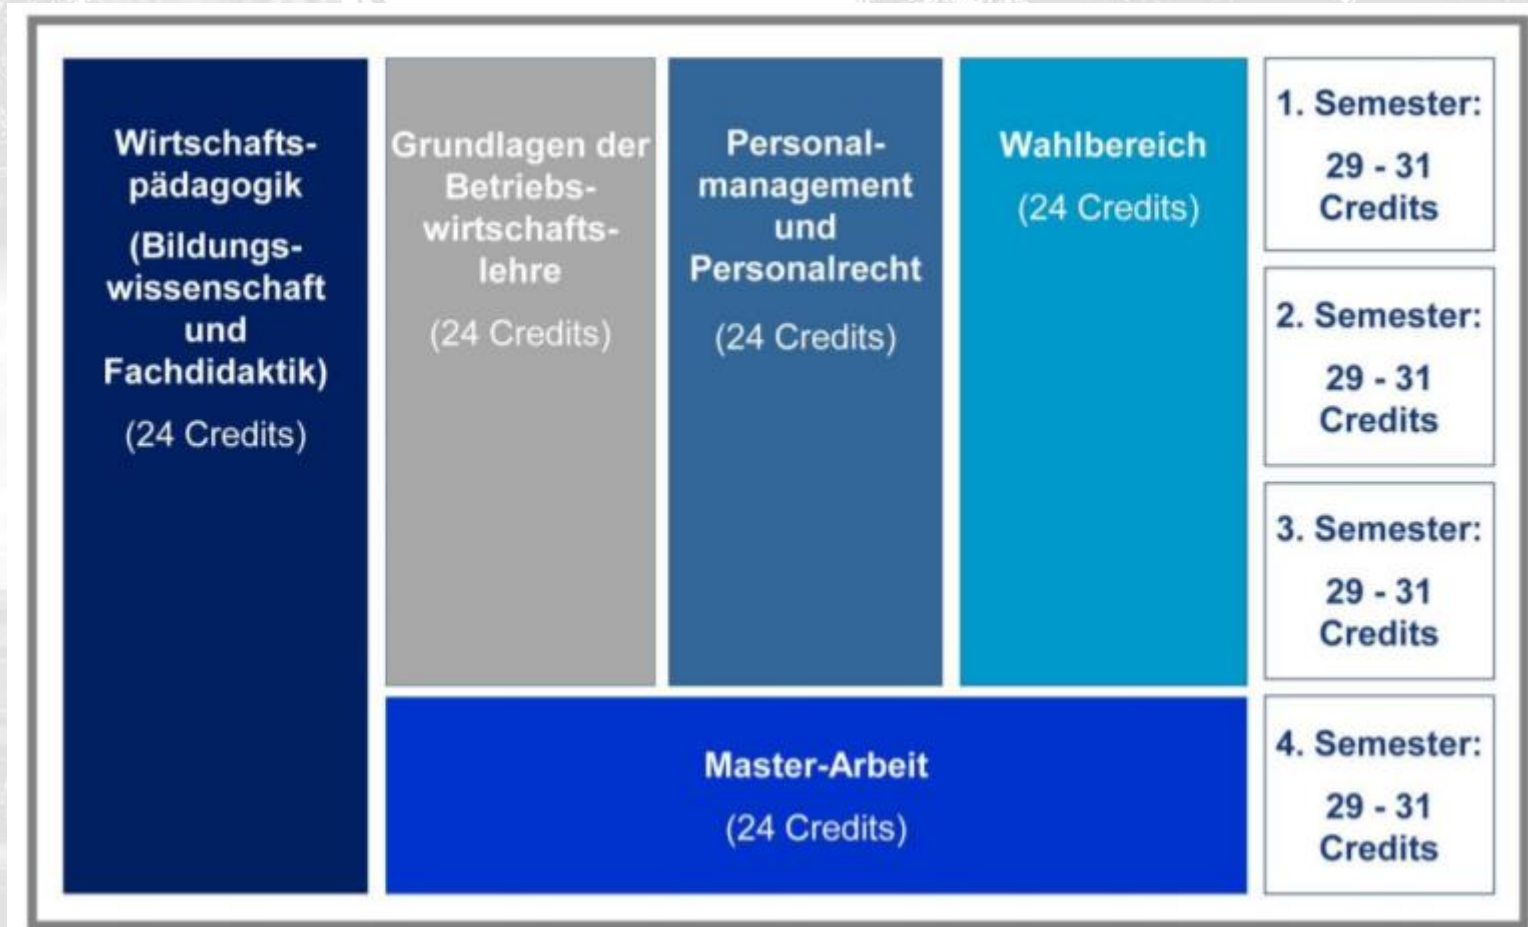 Wirtschafts-
pädagogik
(Bildungs-
wissenschaft
und
Fachdidaktik)
(24 Credits)
Grundlagen der
Betriebs-
wirtschafts-
lehre
(24 Credits)
Personal-
management
und
Personalrecht
(24 Credits)
Wahlbereich
(24 Credits)
Master-Arbeit
(24 Credits)
1. Semester:
29 - 31
Credits
2. Semester:
29 - 31
Credits
3. Semester:
29 - 31
Credits
4. Semester:
29 - 31
Credits